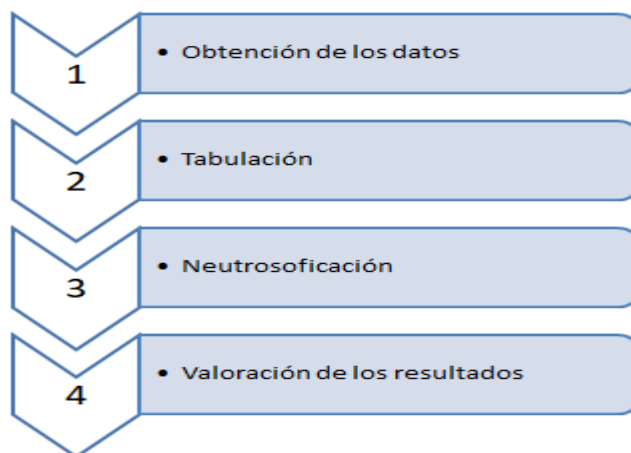 1 • Obtención de los datos
2 • Tabulación
3 • Neutrosoficación
4 • Valoración de los resultados